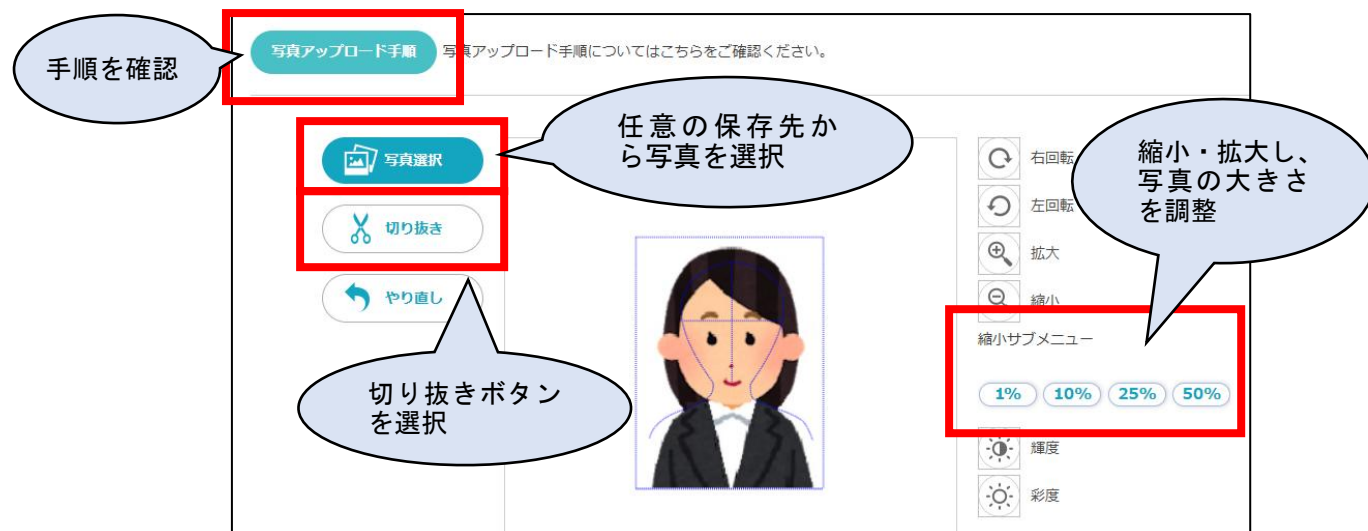 手順を確認
写真アップロード手順
写真アップロード手順についてはこちらをご確認ください。
写真選択
任意の保存先か
ら写真を選択
切り抜き
やり直し
切り抜きボタン
を選択
右回転
左回転
拡大
縮小
縮小・拡大し、
写真の大きさ
を調整
縮小サブメニュー
1% 10% 25% 50%
輝度
彩度